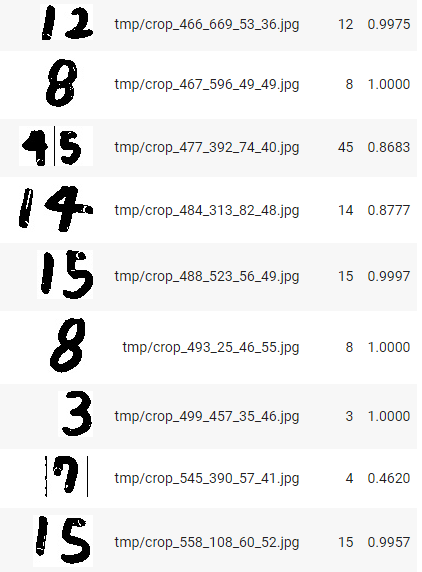 12 tmp/crop_466_669_53_36.jpg 12 0.9975
8 tmp/crop_467_596_49_49.jpg 8 1.0000
45 tmp/crop_477_392_74_40.jpg 45 0.8683
14 tmp/crop_484_313_82_48.jpg 14 0.8777
15 tmp/crop_488_523_56_49.jpg 15 0.9997
8 tmp/crop_493_25_46_55.jpg 8 1.0000
3 tmp/crop_499_457_35_46.jpg 3 1.0000
7 tmp/crop_545_390_57_41.jpg 4 0.4620
15 tmp/crop_558_108_60_52.jpg 15 0.9957